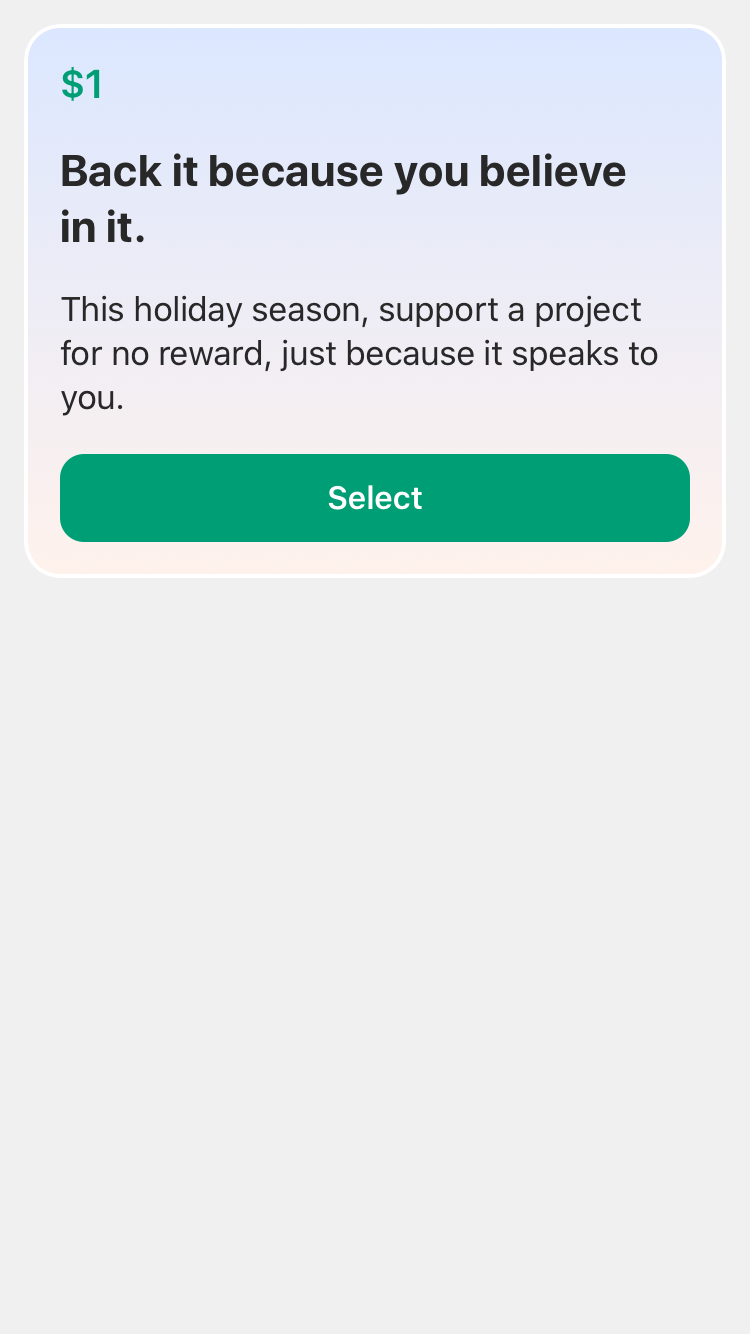 $1
Back it because you believe
in it.
This holiday season, support a project
for no reward, just because it speaks to
you.
Select